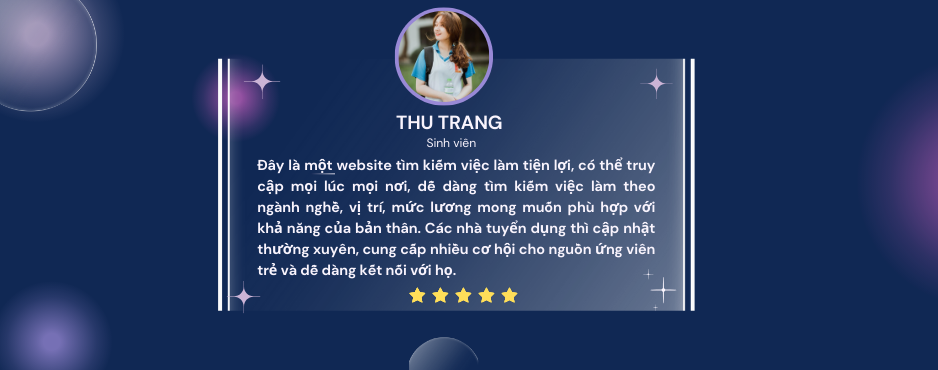 THU TRANG
Sinh viên
Đây là một website tìm kiếm việc làm tiện lợi, có thể truy
cập mọi lúc mọi nơi, dễ dàng tìm kiếm việc làm theo
ngành nghề, vị trí, mức lương mong muốn phù hợp với
khả năng của bản thân. Các nhà tuyển dụng thì cập nhật
thường xuyên, cung cấp nhiều cơ hội cho nguồn ứng viên
trẻ và dễ dàng kết nối với họ.